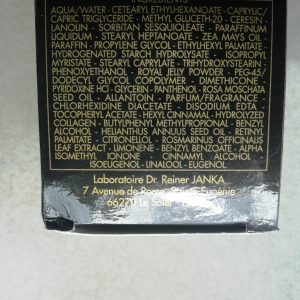 INGREDIENTS
AQUA/WATER - CETEARYL ETHYLHEXANOATE - CAPRYLIC/
CAPRIC TRIGLYCERIDE - METHYL GLUCETH-20 - CERESIN -
LANOLIN - SORBITAN SESQUIOLEATE - PARAFFINUM
LIQUIDUM - STEARYL HEPTANOATE - ZEA MAYS OIL -
PARAFFIN - PROPYLENE GLYCOL - ETHYLHEXYL PALMITATE -
HYDROGENATED STARCH HYDROLYSATE - ISOPROPYL
MYRISTATE - STEARYL CAPRYLATE - TRIHYDROXYSTEARIN -
PHENOXYETHANOL - ROYAL JELLY POWDER - PEG-45/
DODECYL GLYCOL COPOLYMER - DIMETHICONE -
PYRIDOXINE HCl - GLYCERIN - PANTHENOL - ROSA MOSCHATA
SEED OIL - ALLANTOIN - PARFUM/FRAGRANCE -
CHLORHEXIDINE DIACETATE - DISODIUM EDTA -
TOCOPHERYL ACETATE - HEXYL CINNAMAL - HYDROLYZED
COLLAGEN - BUTYLPHENYL METHYLPROPIONAL - BENZYL
ALCOHOL - HELIANTHUS ANNUUS SEED OIL - RETINYL
PALMITATE - CITRONELLOL - ROSMARINUS OFFICINALIS
LEAF EXTRACT - LIMONENE - BENZYL BENZOATE - ALPHA
ISOMETHYL IONONE - CINNAMYL ALCOHOL -
ISOEUGENOL - LINALOOL - EUGENOL
Laboratoire Dr. Reiner JANKA
7 Avenue de Rome - Sainte Eugénie
66270 Le Soler -